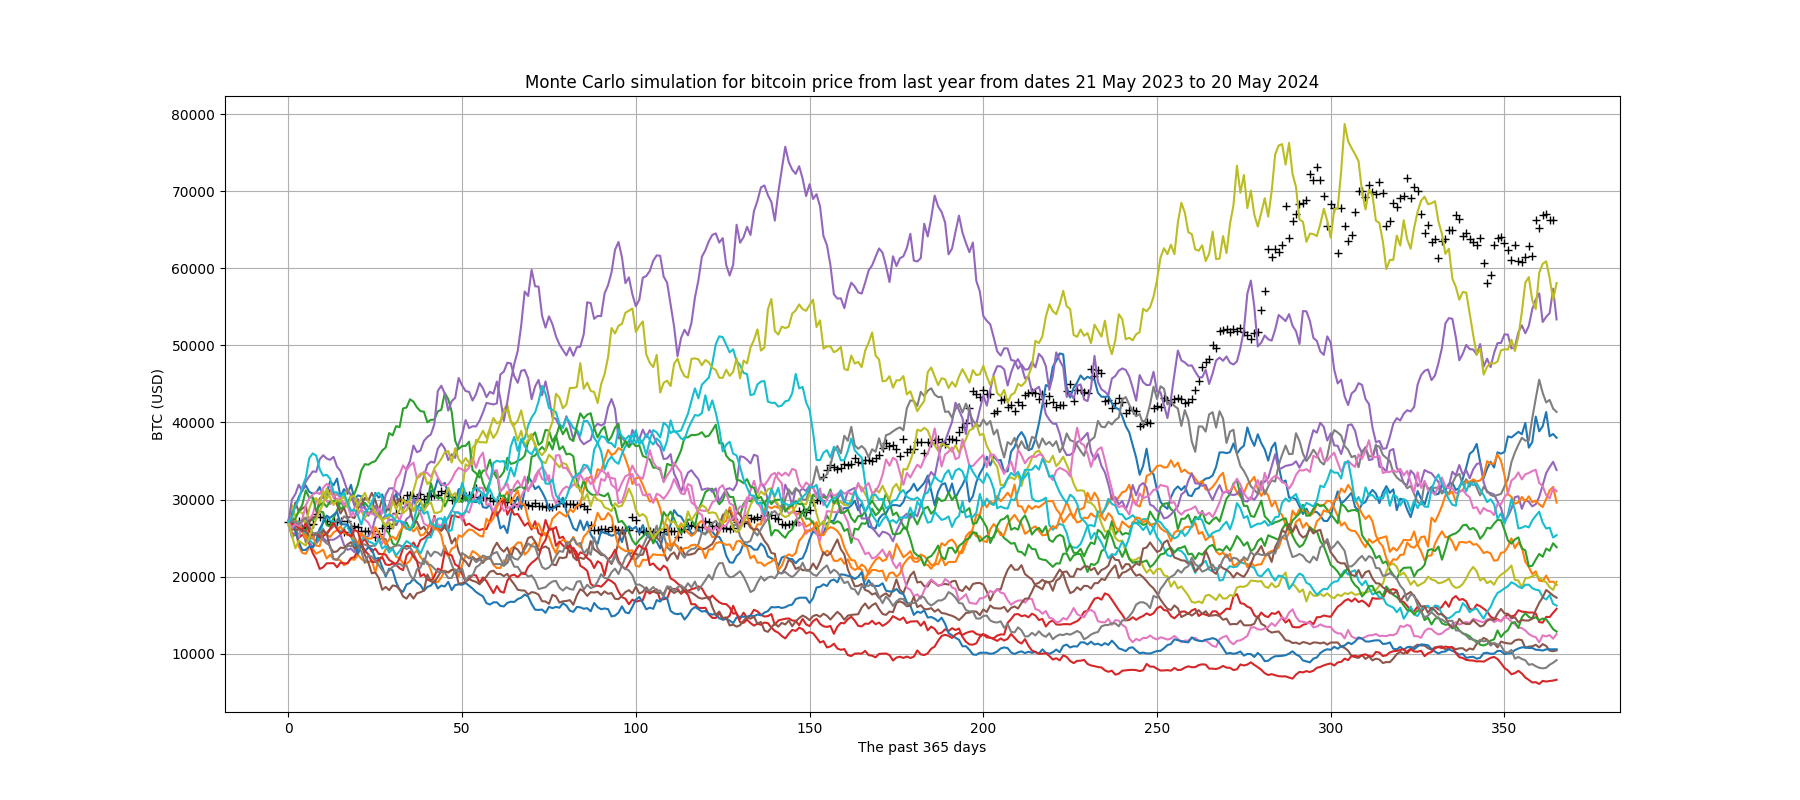 Monte Carlo simulation for bitcoin price from last year from dates 21 May 2023 to 20 May 2024
80000
70000
60000
50000
40000
30000
20000
10000
BTC (USD)
0 50 100 150 200 250 300 350
The past 365 days